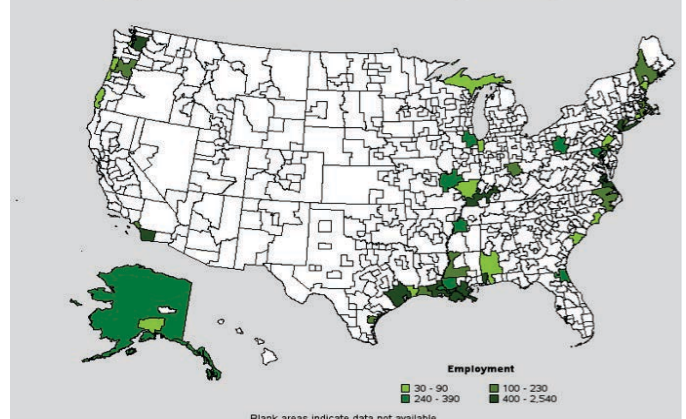 Employment
30 - 90
100 - 230
240 - 390
400 - 2,540
Blank areas indicate data not available